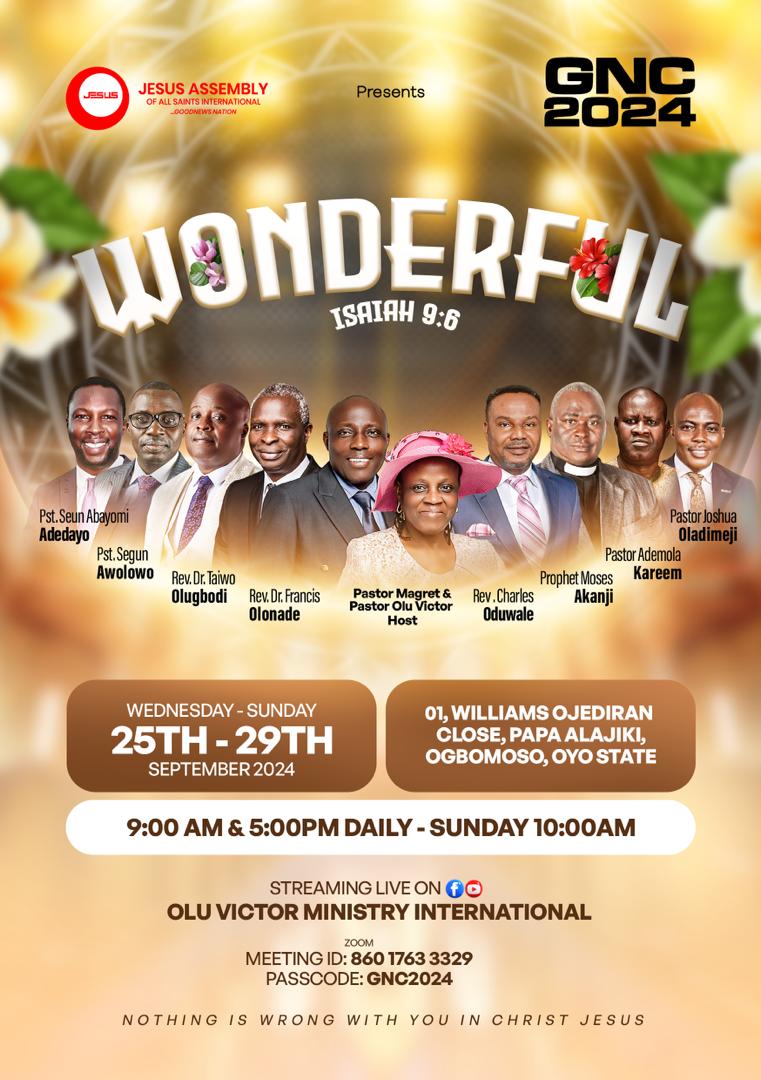 JESUS
JESUS ASSEMBLY
OF ALL SAINTS INTERNATIONAL
...GOODNEWS NATION
Presents
GNC
2024
WONDERFUL
ISAIAH 9:6
Pst. Seun Abayomi
Adedayo
Pst. Segun
Awolowo
Rev. Dr. Taiwo
Olugbodi
Rev. Dr. Francis
Olonade
Pastor Magret &
Pastor Olu Victor
Host
Rev . Charles
Oduwale
Prophet Moses
Akanji
Pastor Ademola
Kareem
Pastor Joshua
Oladimeji
WEDNESDAY - SUNDAY
25TH - 29TH
SEPTEMBER 2024
01, WILLIAMS OJEDIRAN
CLOSE, PAPA ALAJIKI,
OGBOMOSO, OYO STATE
9:00 AM & 5:00PM DAILY - SUNDAY 10:00AM
STREAMING LIVE ON
OLU VICTOR MINISTRY INTERNATIONAL
ZOOM
MEETING ID: 860 1763 3329
PASSCODE: GNC2024
NOTHING IS WRONG WITH YOU IN CHRIST JESUS